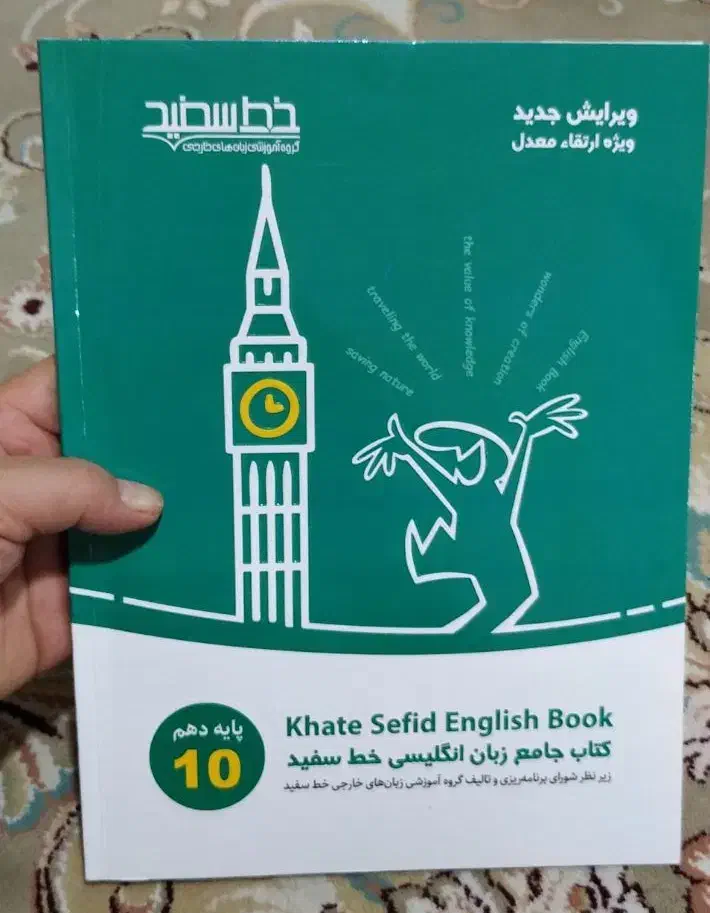 ویرایش جدید
ویژه ارتقاء معدل
خط سفید
گروه آموزشی زبان های خارجی
saving nature
traveling the world
the value of knowledge
wonders of creation
English Book
Khate Sefid English Book
کتاب جامع زبان انگلیسی خط سفید
زیر نظر شورای برنامه‌ریزی و تالیف گروه آموزشی زبان‌های خارجی خط سفید
پایه دهم
10